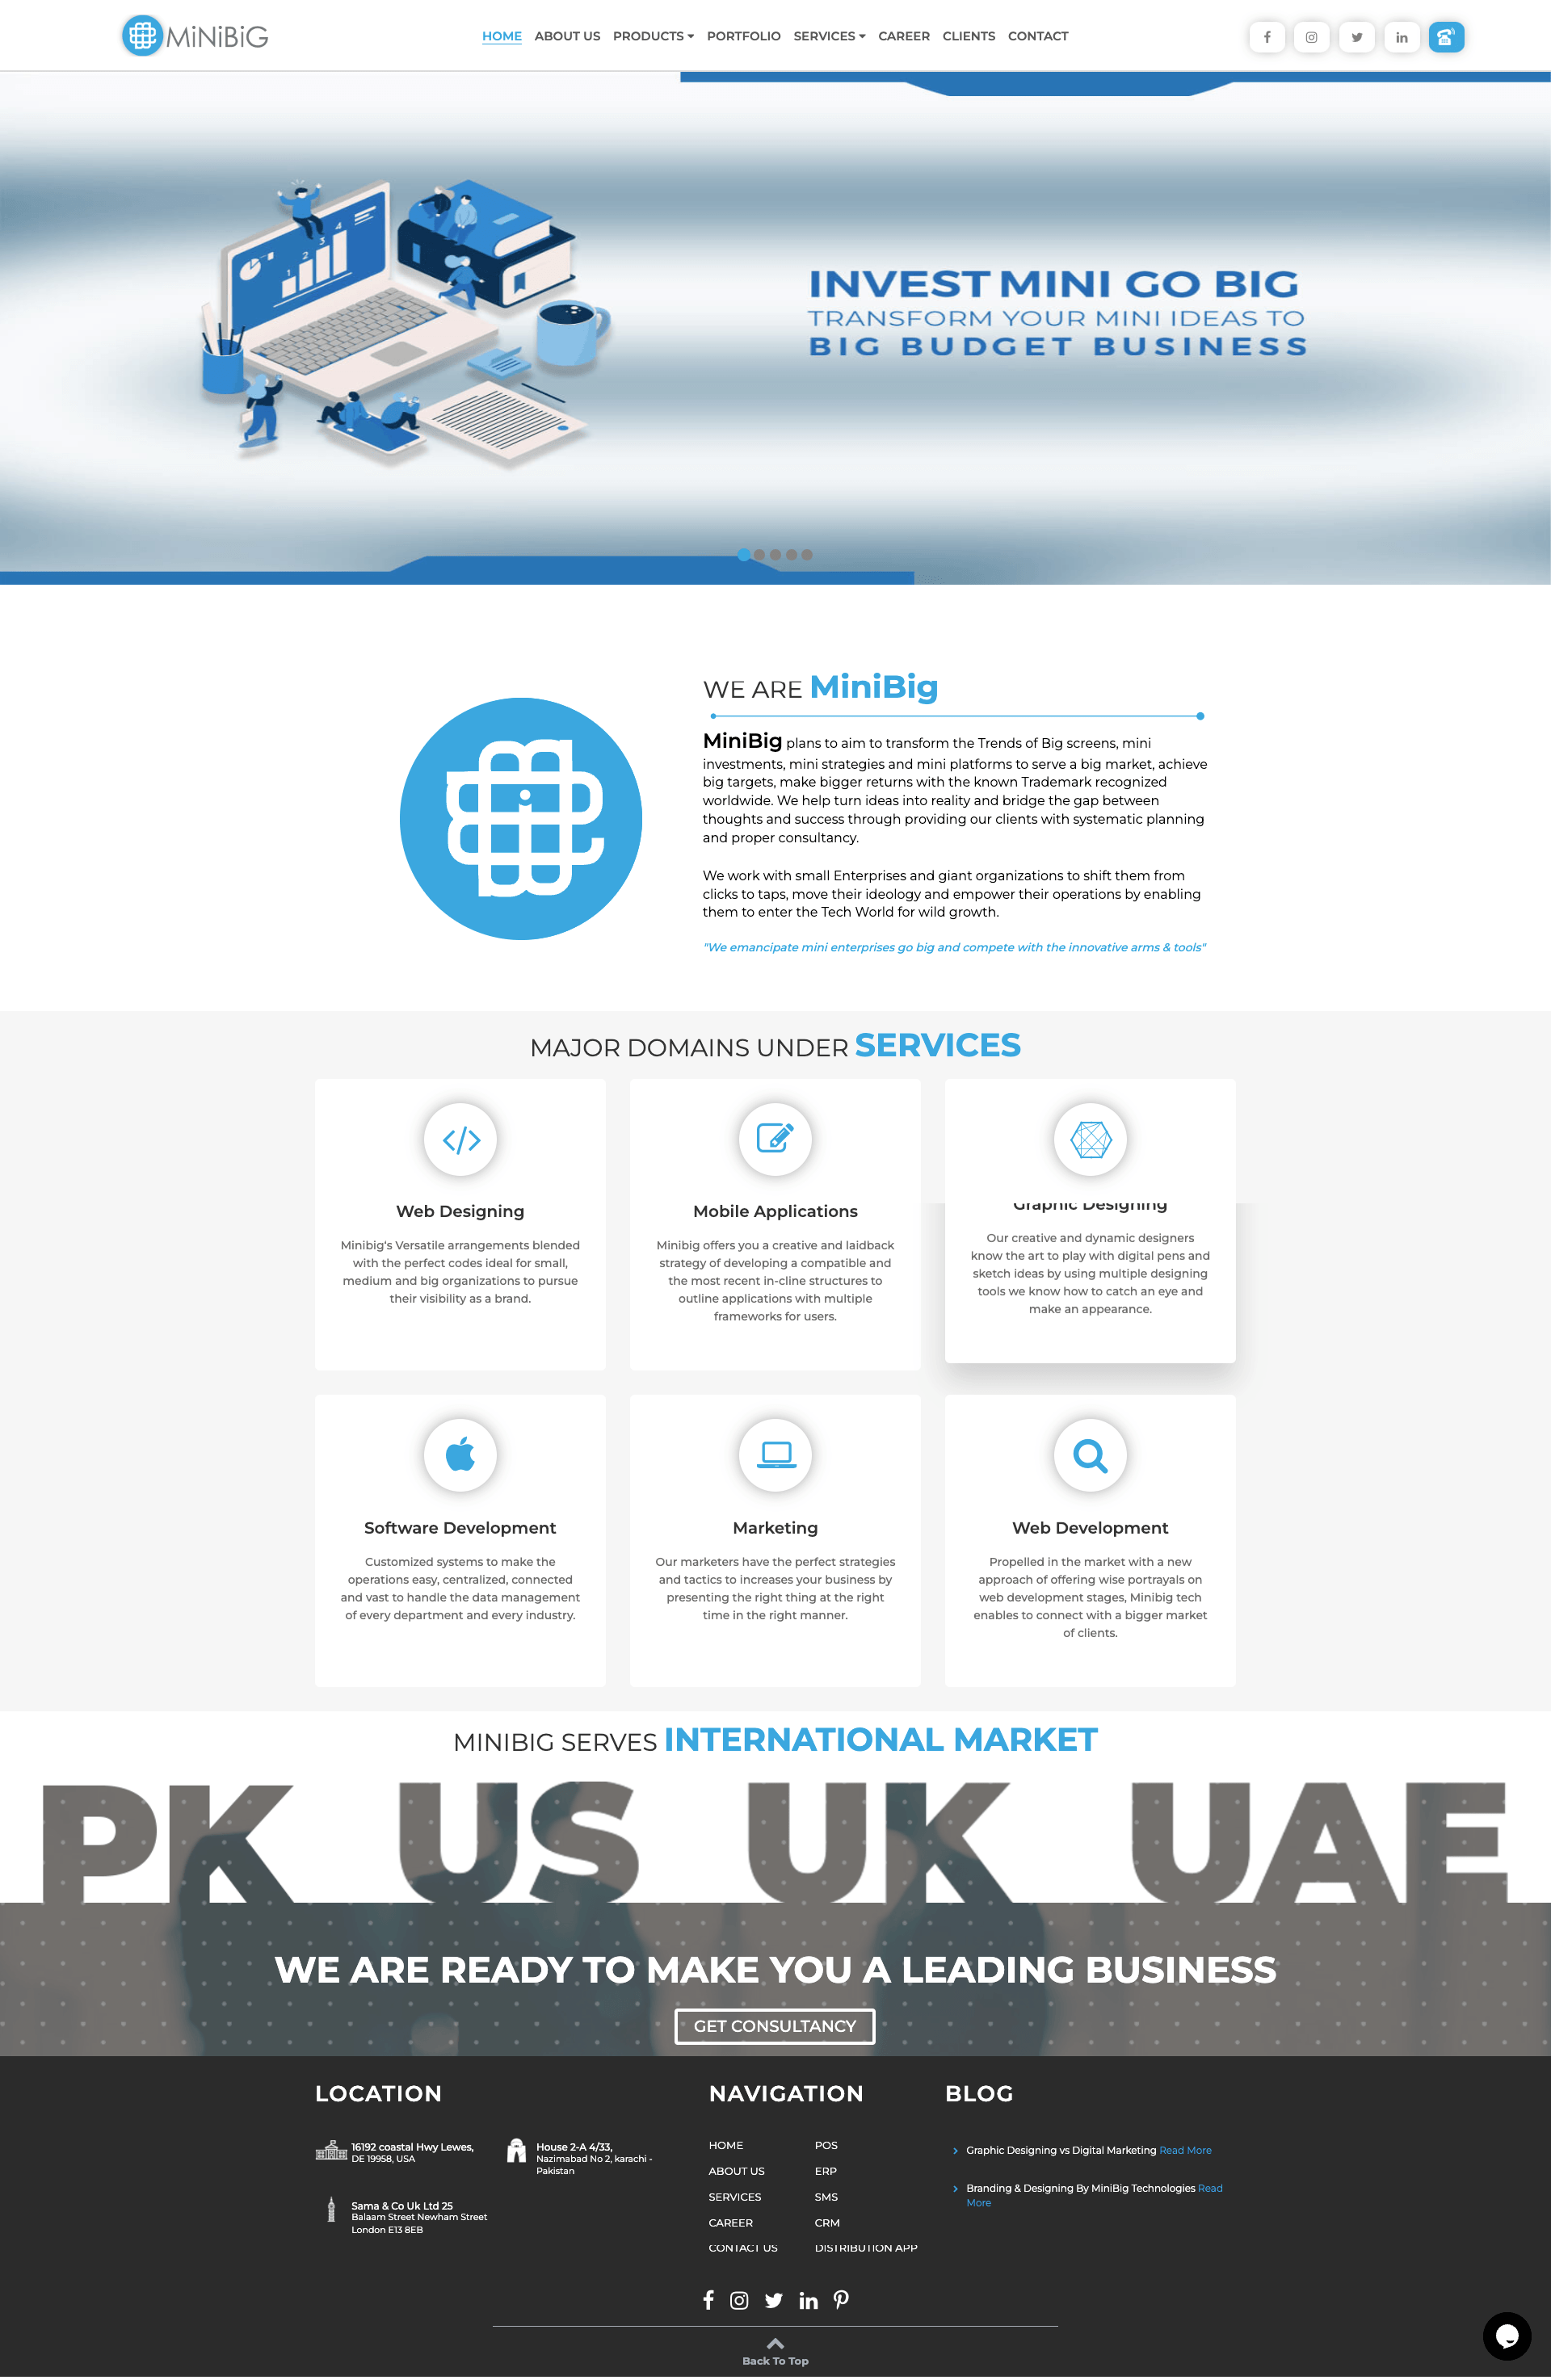 MiNiBiG
HOME ABOUT US PRODUCTS PORTFOLIO SERVICES CAREER CLIENTS CONTACT
1 2 3 4
INVEST MINI GO BIG
TRANSFORM YOUR MINI IDEAS TO
BIG BUDGET BUSINESS
WE ARE MiniBig
MiniBig plans to aim to transform the Trends of Big screens, mini
investments, mini strategies and mini platforms to serve a big market, achieve
big targets, make bigger returns with the known Trademark recognized
worldwide. We help turn ideas into reality and bridge the gap between
thoughts and success through providing our clients with systematic planning
and proper consultancy.
We work with small Enterprises and giant organizations to shift them from
clicks to taps, move their ideology and empower their operations by enabling
them to enter the Tech World for wild growth.
"We emancipate mini enterprises go big and compete with the innovative arms & tools"
MAJOR DOMAINS UNDER SERVICES
Web Designing
Minibig's Versatile arrangements blended
with the perfect codes ideal for small,
medium and big organizations to pursue
their visibility as a brand.
Mobile Applications
Minibig offers you a creative and laidback
strategy of developing a compatible and
the most recent in-cline structures to
outline applications with multiple
frameworks for users.
Graphic Designing
Our creative and dynamic designers
know the art to play with digital pens and
sketch ideas by using multiple designing
tools we know how to catch an eye and
make an appearance.
Software Development
Customized systems to make the
operations easy, centralized, connected
and vast to handle the data management
of every department and every industry.
Marketing
Our marketers have the perfect strategies
and tactics to increases your business by
presenting the right thing at the right
time in the right manner.
Web Development
Propelled in the market with a new
approach of offering wise portrayals on
web development stages, Minibig tech
enables to connect with a bigger market
of clients.
MINIBIG SERVES INTERNATIONAL MARKET
PK US UK UAE
WE ARE READY TO MAKE YOU A LEADING BUSINESS
GET CONSULTANCY
LOCATION
16192 coastal Hwy Lewes,
DE 19958, USA
House 2-A 4/33,
Nazimabad No 2, karachi -
Pakistan
Sama & Co Uk Ltd 25
Balaam Street Newham Street
London E13 8EB
NAVIGATION
HOME
ABOUT US
SERVICES
CAREER
CONTACT US
POS
ERP
SMS
CRM
DISTRIBUTION APP
BLOG
Graphic Designing vs Digital Marketing Read More
Branding & Designing By MiniBig Technologies Read
More
Back To Top